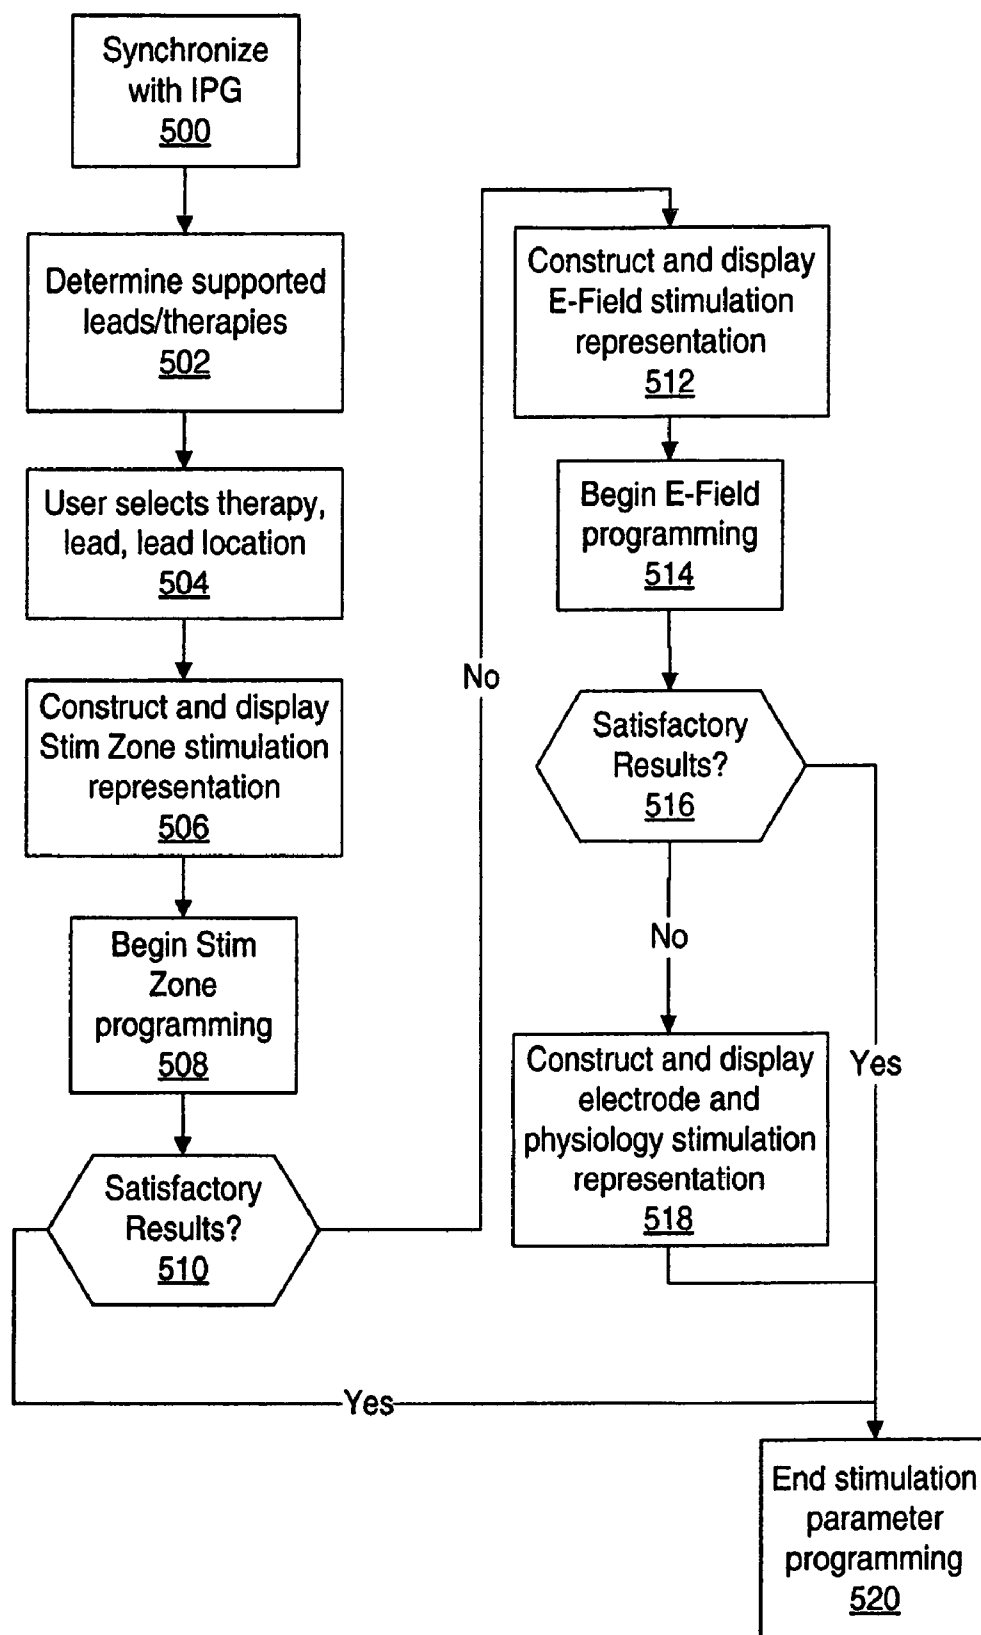 Synchronize
with IPG
500
Determine supported
leads/therapies
502
User selects therapy,
lead, lead location
504
Construct and display
Stim Zone stimulation
representation
506
Begin Stim
Zone
programming
508
Satisfactory
Results?
510
No
Construct and display
E-Field stimulation
representation
512
Begin E-Field
programming
514
Satisfactory
Results?
516
No
Yes
Construct and display
electrode and
physiology stimulation
representation
518
Yes
End stimulation
parameter
programming
520